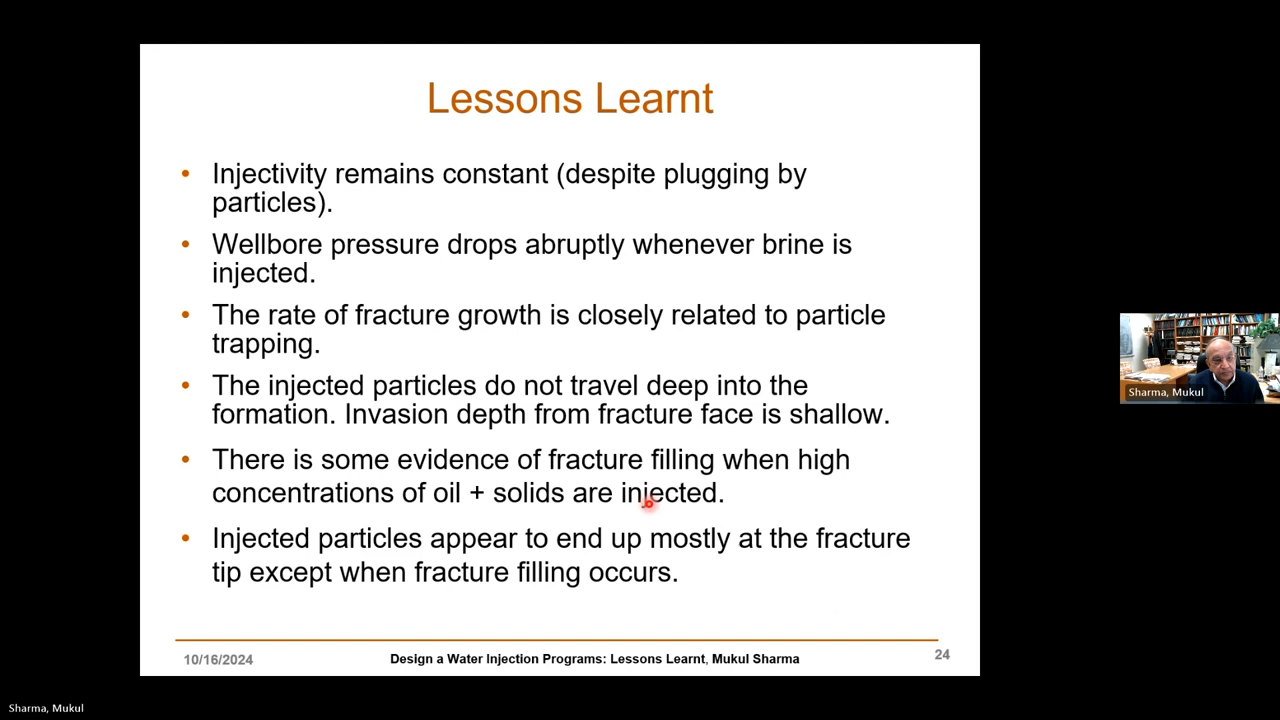 Lessons Learnt
• Injectivity remains constant (despite plugging by
particles).
• Wellbore pressure drops abruptly whenever brine is
injected.
• The rate of fracture growth is closely related to particle
trapping.
• The injected particles do not travel deep into the
formation. Invasion depth from fracture face is shallow.
• There is some evidence of fracture filling when high
concentrations of oil + solids are injected.
• Injected particles appear to end up mostly at the fracture
tip except when fracture filling occurs.
10/16/2024
Design a Water Injection Programs: Lessons Learnt, Mukul Sharma
24
Sharma, Mukul
Sharma, Mukul